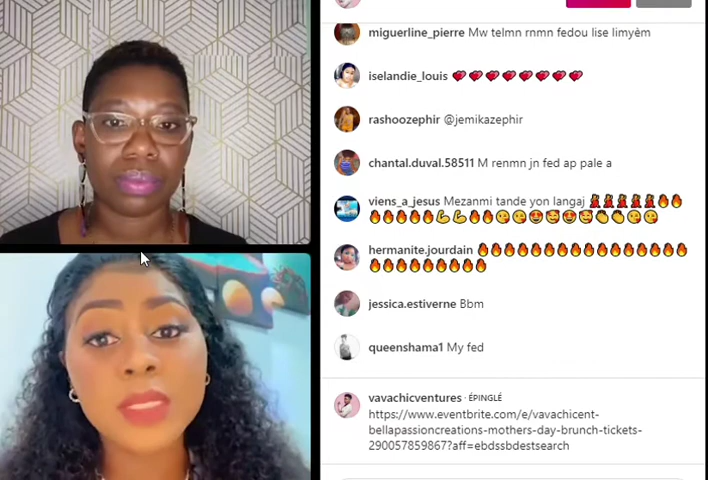 miguerline_pierre Mw telmn rnmn fedou lise limyèm
iselandie_louis
rashoozephir @jemikazephir
chantal.duval.58511 M renmn jn fed ap pale a
viens_a_jesus Mezanmi tande yon langaj
hermanite.jourdain
jessica.estiverne Bbm
queenshama1 My fed
vavachicventures · ÉPINGLÉ
https://www.eventbrite.com/e/vavachicent-
bellapassioncreations-mothers-day-brunch-tickets-
290057859867?aff=ebdssbdestsearch